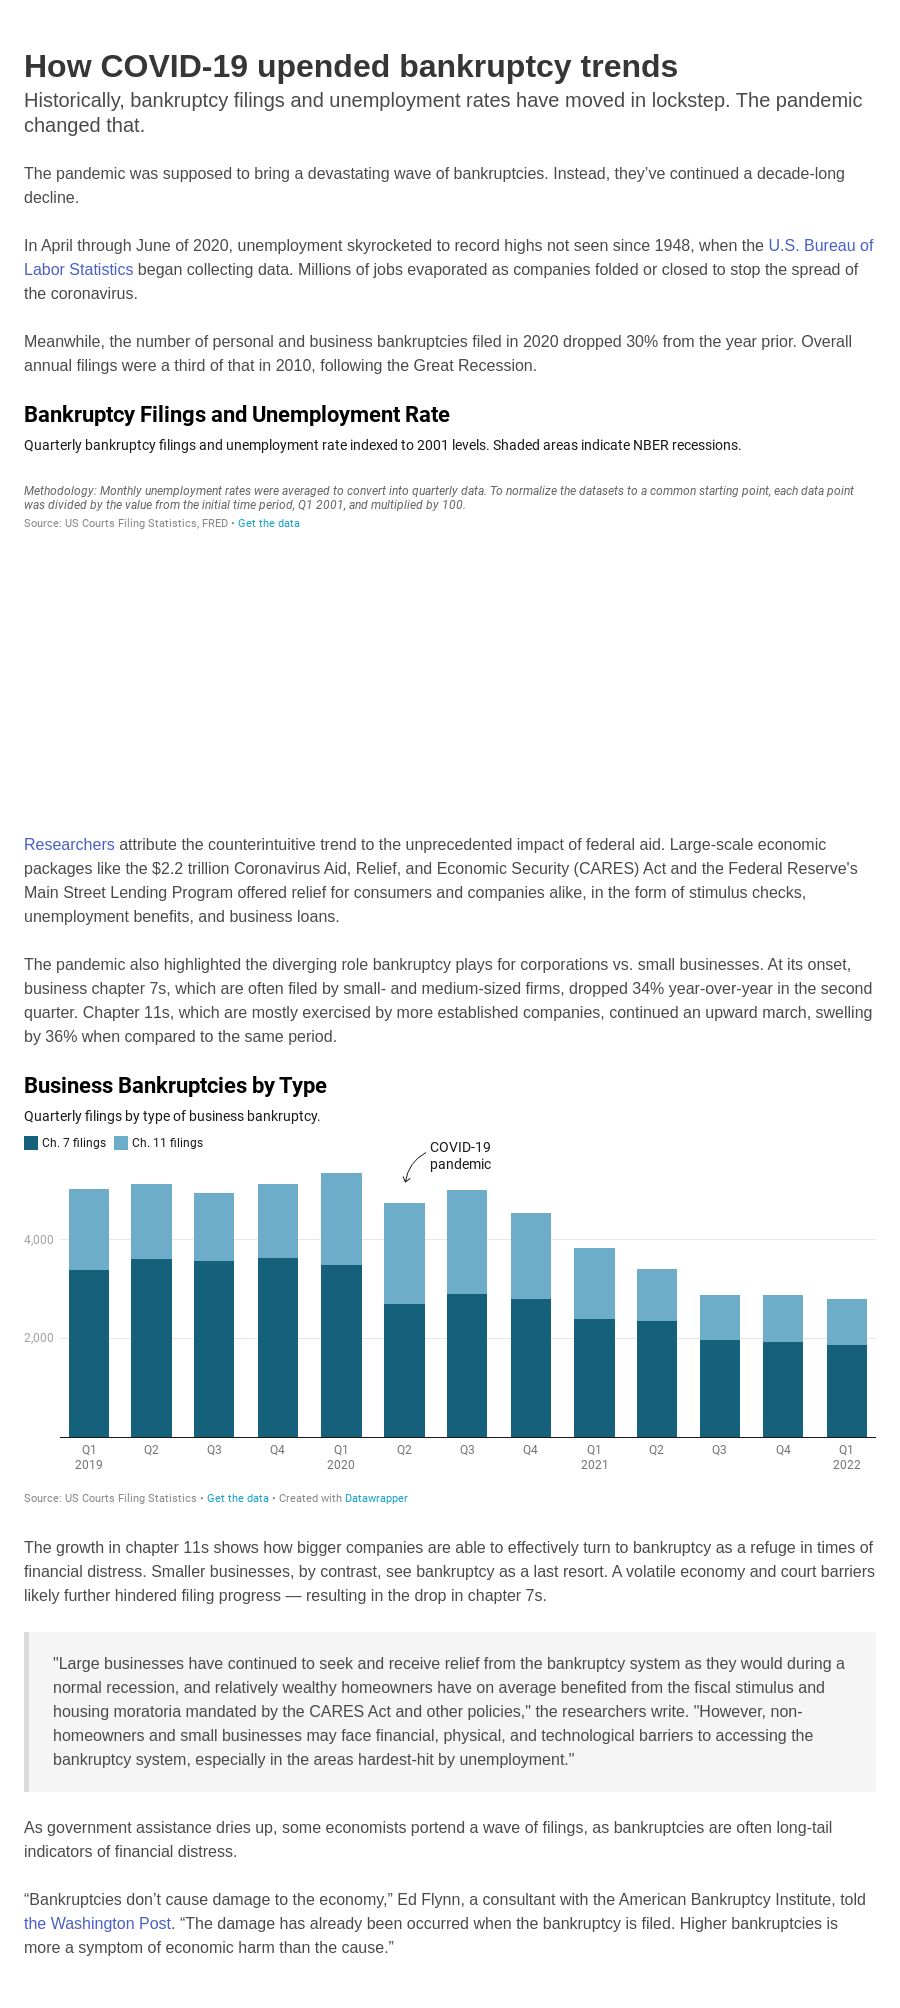 How COVID-19 upended bankruptcy trends
Historically, bankruptcy filings and unemployment rates have moved in lockstep. The pandemic
changed that.
The pandemic was supposed to bring a devastating wave of bankruptcies. Instead, they’ve continued a decade-long
decline.
In April through June of 2020, unemployment skyrocketed to record highs not seen since 1948, when the U.S. Bureau of
Labor Statistics began collecting data. Millions of jobs evaporated as companies folded or closed to stop the spread of
the coronavirus.
Meanwhile, the number of personal and business bankruptcies filed in 2020 dropped 30% from the year prior. Overall
annual filings were a third of that in 2010, following the Great Recession.
Bankruptcy Filings and Unemployment Rate
Quarterly bankruptcy filings and unemployment rate indexed to 2001 levels. Shaded areas indicate NBER recessions.
Methodology: Monthly unemployment rates were averaged to convert into quarterly data. To normalize the datasets to a common starting point, each data point
was divided by the value from the initial time period, Q1 2001, and multiplied by 100.
Source: US Courts Filing Statistics, FRED • Get the data
Researchers attribute the counterintuitive trend to the unprecedented impact of federal aid. Large-scale economic
packages like the $2.2 trillion Coronavirus Aid, Relief, and Economic Security (CARES) Act and the Federal Reserve's
Main Street Lending Program offered relief for consumers and companies alike, in the form of stimulus checks,
unemployment benefits, and business loans.
The pandemic also highlighted the diverging role bankruptcy plays for corporations vs. small businesses. At its onset,
business chapter 7s, which are often filed by small- and medium-sized firms, dropped 34% year-over-year in the second
quarter. Chapter 11s, which are mostly exercised by more established companies, continued an upward march, swelling
by 36% when compared to the same period.
Business Bankruptcies by Type
Quarterly filings by type of business bankruptcy.
Ch. 7 filings Ch. 11 filings
COVID-19
pandemic
4,000
2,000
Q1 Q2 Q3 Q4 Q1 Q2 Q3 Q4 Q1 Q2 Q3 Q4 Q1
2019 2020 2021 2022
Source: US Courts Filing Statistics • Get the data • Created with Datawrapper
The growth in chapter 11s shows how bigger companies are able to effectively turn to bankruptcy as a refuge in times of
financial distress. Smaller businesses, by contrast, see bankruptcy as a last resort. A volatile economy and court barriers
likely further hindered filing progress — resulting in the drop in chapter 7s.
"Large businesses have continued to seek and receive relief from the bankruptcy system as they would during a
normal recession, and relatively wealthy homeowners have on average benefited from the fiscal stimulus and
housing moratoria mandated by the CARES Act and other policies," the researchers write. "However, non-
homeowners and small businesses may face financial, physical, and technological barriers to accessing the
bankruptcy system, especially in the areas hardest-hit by unemployment."
As government assistance dries up, some economists portend a wave of filings, as bankruptcies are often long-tail
indicators of financial distress.
“Bankruptcies don’t cause damage to the economy,” Ed Flynn, a consultant with the American Bankruptcy Institute, told
the Washington Post. “The damage has already been occurred when the bankruptcy is filed. Higher bankruptcies is
more a symptom of economic harm than the cause.”